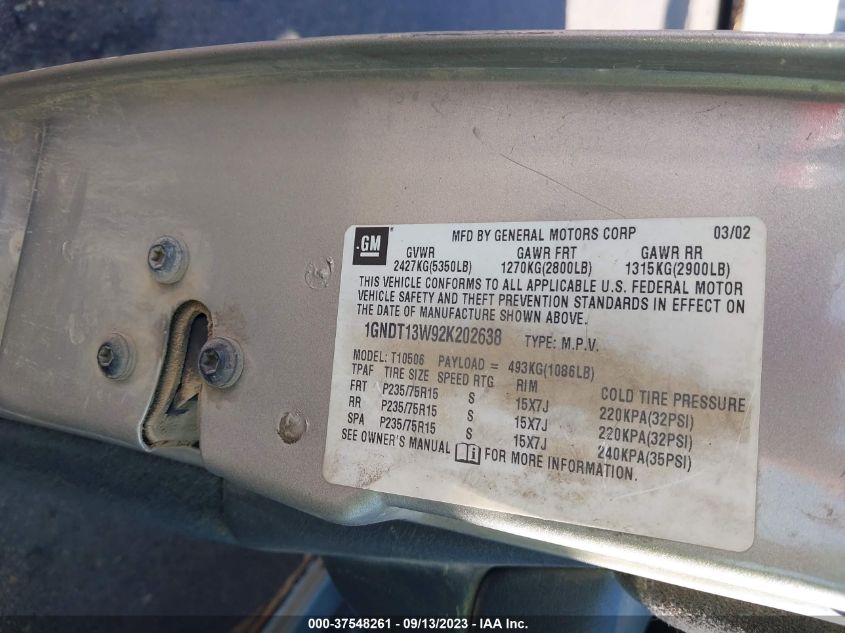 GM
MFD BY GENERAL MOTORS CORP 03/02
GVWR GAWR FRT GAWR RR
2427KG(5350LB) 1270KG(2800LB) 1315KG(2900LB)
THIS VEHICLE CONFORMS TO ALL APPLICABLE U.S. FEDERAL MOTOR
VEHICLE SAFETY AND THEFT PREVENTION STANDARDS IN EFFECT ON
THE DATE OF MANUFACTURE SHOWN ABOVE.
1GNDT13W92K202638 TYPE: M.P.V.
MODEL: T10506 PAYLOAD = 493KG(1086LB)
TPAF TIRE SIZE SPEED RTG RIM COLD TIRE PRESSURE
FRT P235/75R15 S 15X7J 220KPA(32PSI)
RR P235/75R15 S 15X7J 220KPA(32PSI)
SPA P235/75R15 S 15X7J 240KPA(35PSI)
SEE OWNER'S MANUAL FOR MORE INFORMATION.
000-37548261 - 09/13/2023 - IAA Inc.